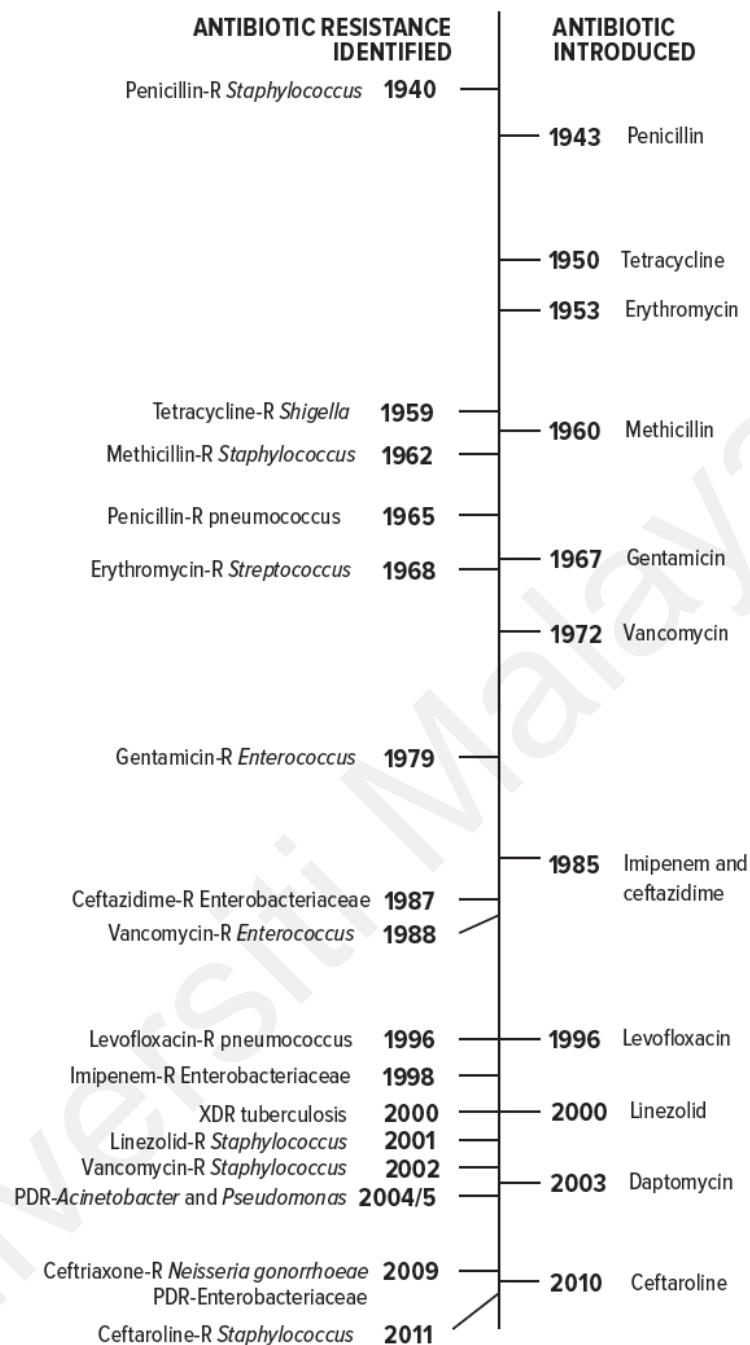 ANTIBIOTIC RESISTANCE
IDENTIFIED
ANTIBIOTIC
INTRODUCED
Penicillin-R Staphylococcus 1940
1943 Penicillin
1950 Tetracycline
1953 Erythromycin
Tetracycline-R Shigella 1959
1960 Methicillin
Methicillin-R Staphylococcus 1962
Penicillin-R pneumococcus 1965
1967 Gentamicin
Erythromycin-R Streptococcus 1968
1972 Vancomycin
Gentamicin-R Enterococcus 1979
1985 Imipenem and
ceftazidime
Ceftazidime-R Enterobacteriaceae 1987
Vancomycin-R Enterococcus 1988
Levofloxacin-R pneumococcus 1996
1996 Levofloxacin
Imipenem-R Enterobacteriaceae 1998
XDR tuberculosis 2000
2000 Linezolid
Linezolid-R Staphylococcus 2001
Vancomycin-R Staphylococcus 2002
2003 Daptomycin
PDR-Acinetobacter and Pseudomonas 2004/5
Ceftriaxone-R Neisseria gonorrhoeae 2009
PDR-Enterobacteriaceae
2010 Ceftaroline
Ceftaroline-R Staphylococcus 2011
versiti Malaya